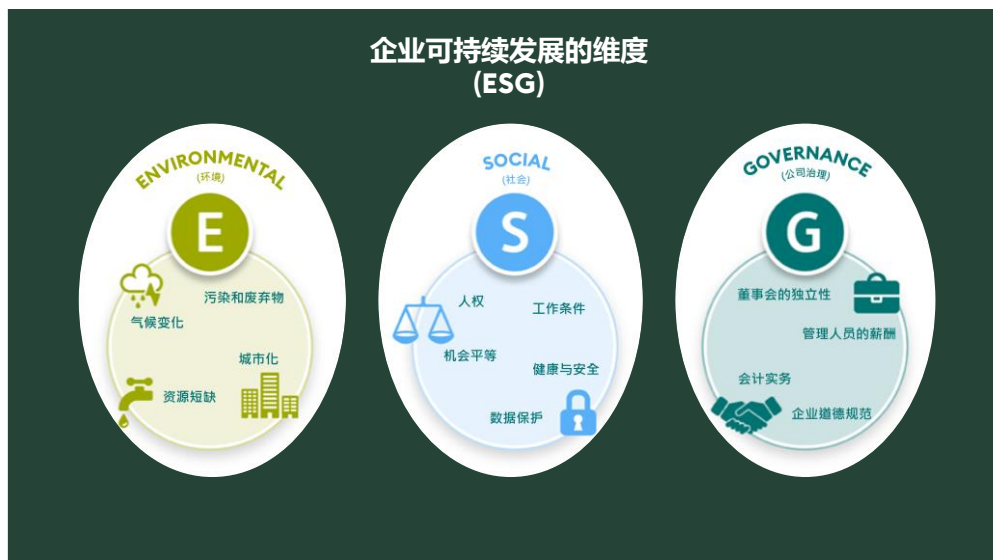 企业可持续发展的维度
(ESG)
ENVIRONMENTAL
(环境)
E
污染和废弃物
气候变化
城市化
资源短缺
SOCIAL
(社会)
S
人权
工作条件
机会平等
健康与安全
数据保护
GOVERNANCE
(公司治理)
G
董事会的独立性
管理人员的薪酬
会计实务
企业道德规范